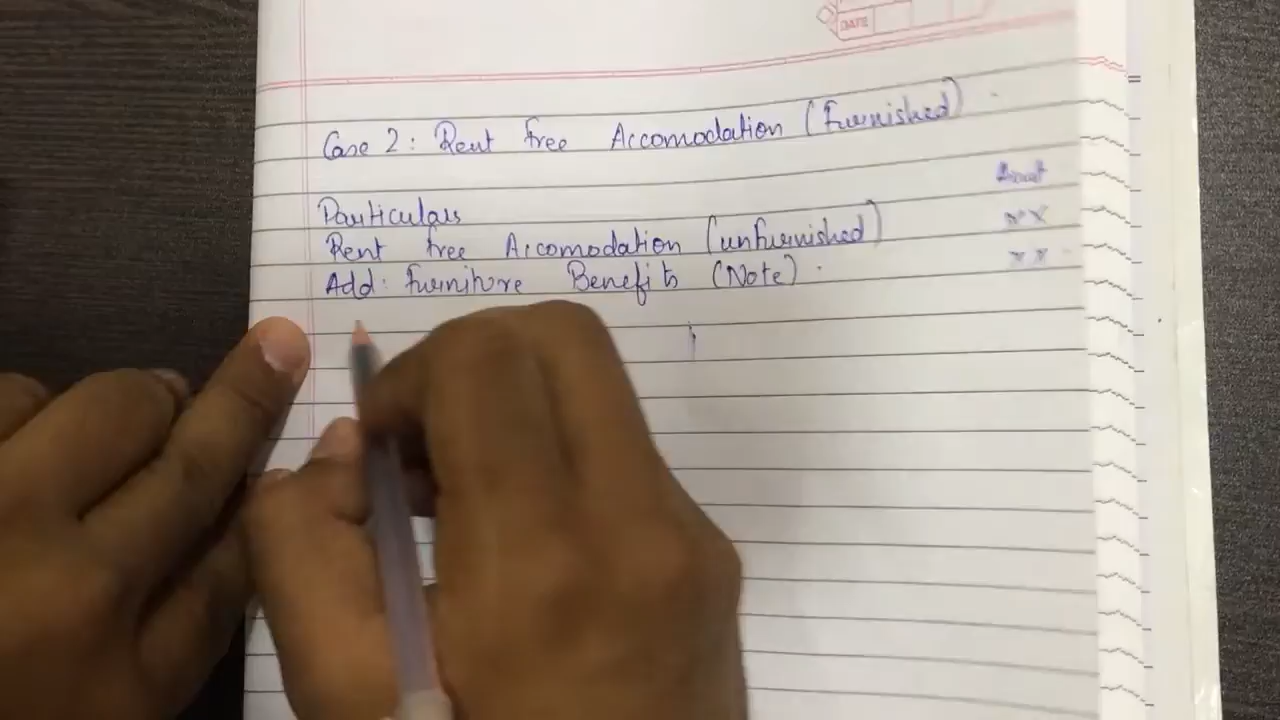 DATE
Case 2: Rent free Accomodation (Furnished)
Amount
Particulars
Rent free Accomodation (unfurnished) XX
Add: Furniture Benefits (Note) XX